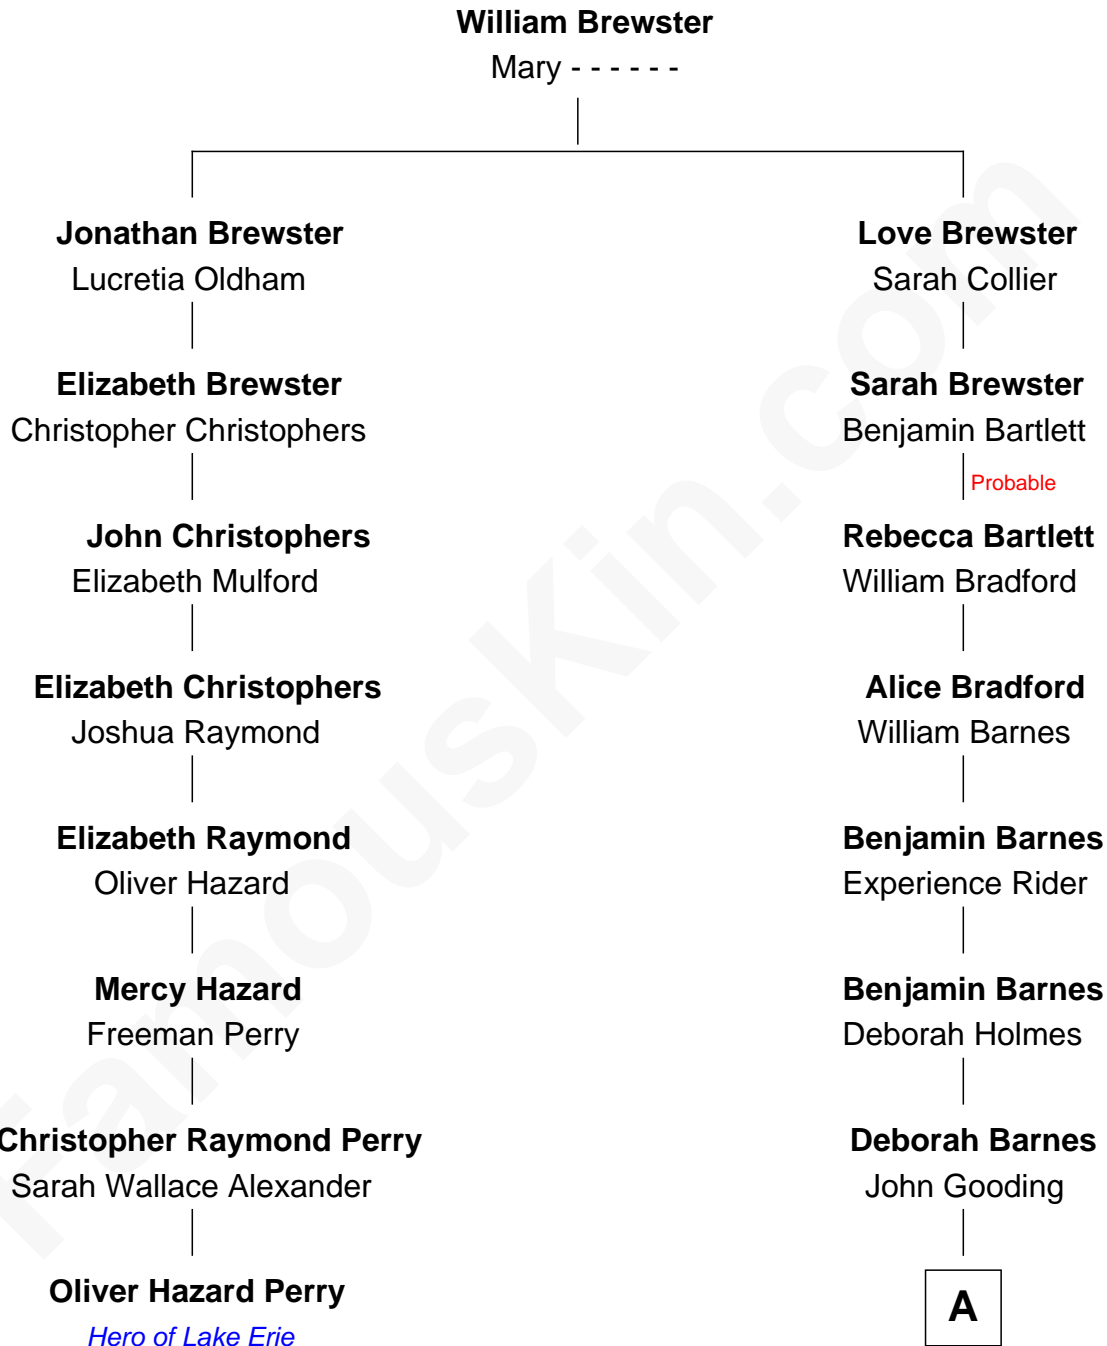 William Brewster
Mary - - - - - -
Jonathan Brewster
Lucretia Oldham
Love Brewster
Sarah Collier
Elizabeth Brewster
Christopher Christophers
Sarah Brewster
Benjamin Bartlett
Probable
John Christophers
Elizabeth Mulford
Rebecca Bartlett
William Bradford
Elizabeth Christophers
Joshua Raymond
Alice Bradford
William Barnes
Elizabeth Raymond
Oliver Hazard
Benjamin Barnes
Experience Rider
Mercy Hazard
Freeman Perry
Benjamin Barnes
Deborah Holmes
Christopher Raymond Perry
Sarah Wallace Alexander
Deborah Barnes
John Gooding
Oliver Hazard Perry
Hero of Lake Erie
A
FamousKin.com